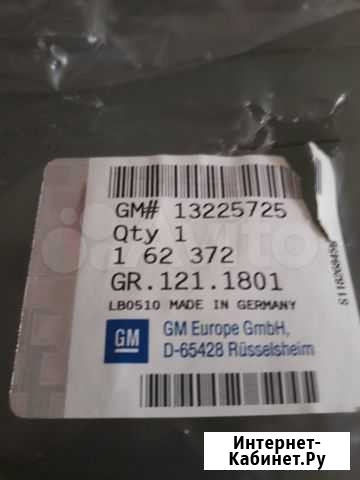 GM# 13225725
Qty 1
1 62 372
GR.121.1801
LB0510 MADE IN GERMANY
GM
GM Europe GmbH,
D-65428 Rüsselsheim
Avito
Интернет-
Кабинет.Ру